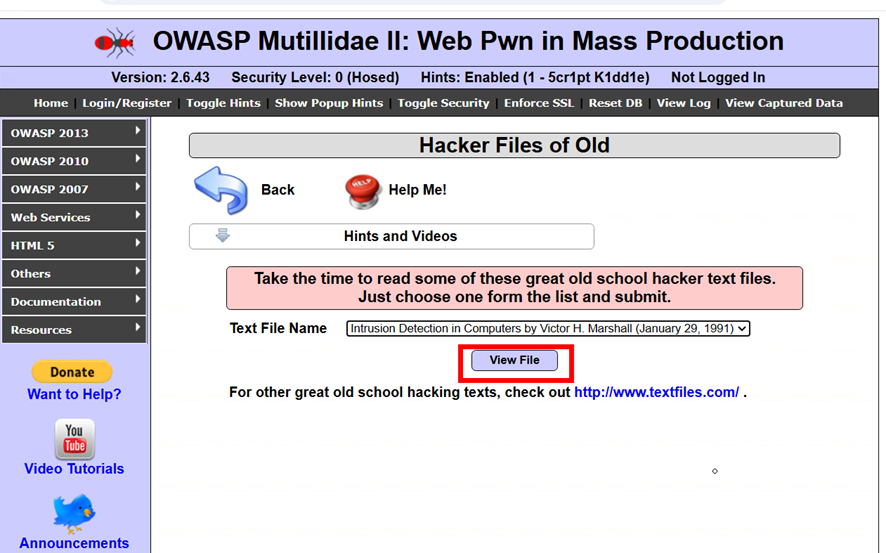 OWASP Mutillidae II: Web Pwn in Mass Production
Version: 2.6.43 Security Level: 0 (Hosed) Hints: Enabled (1 - 5cr1pt K1dd1e) Not Logged In
Home | Login/Register | Toggle Hints | Show Popup Hints | Toggle Security | Enforce SSL | Reset DB | View Log | View Captured Data
OWASP 2013
OWASP 2010
OWASP 2007
Web Services
HTML 5
Others
Documentation
Resources
Donate
Want to Help?
You
Tube
Video Tutorials
Announcements
Hacker Files of Old
Back
HELP
Help Me!
Hints and Videos
Take the time to read some of these great old school hacker text files.
Just choose one form the list and submit.
Text File Name Intrusion Detection in Computers by Victor H. Marshall (January 29, 1991)
View File
For other great old school hacking texts, check out http://www.textfiles.com/ .